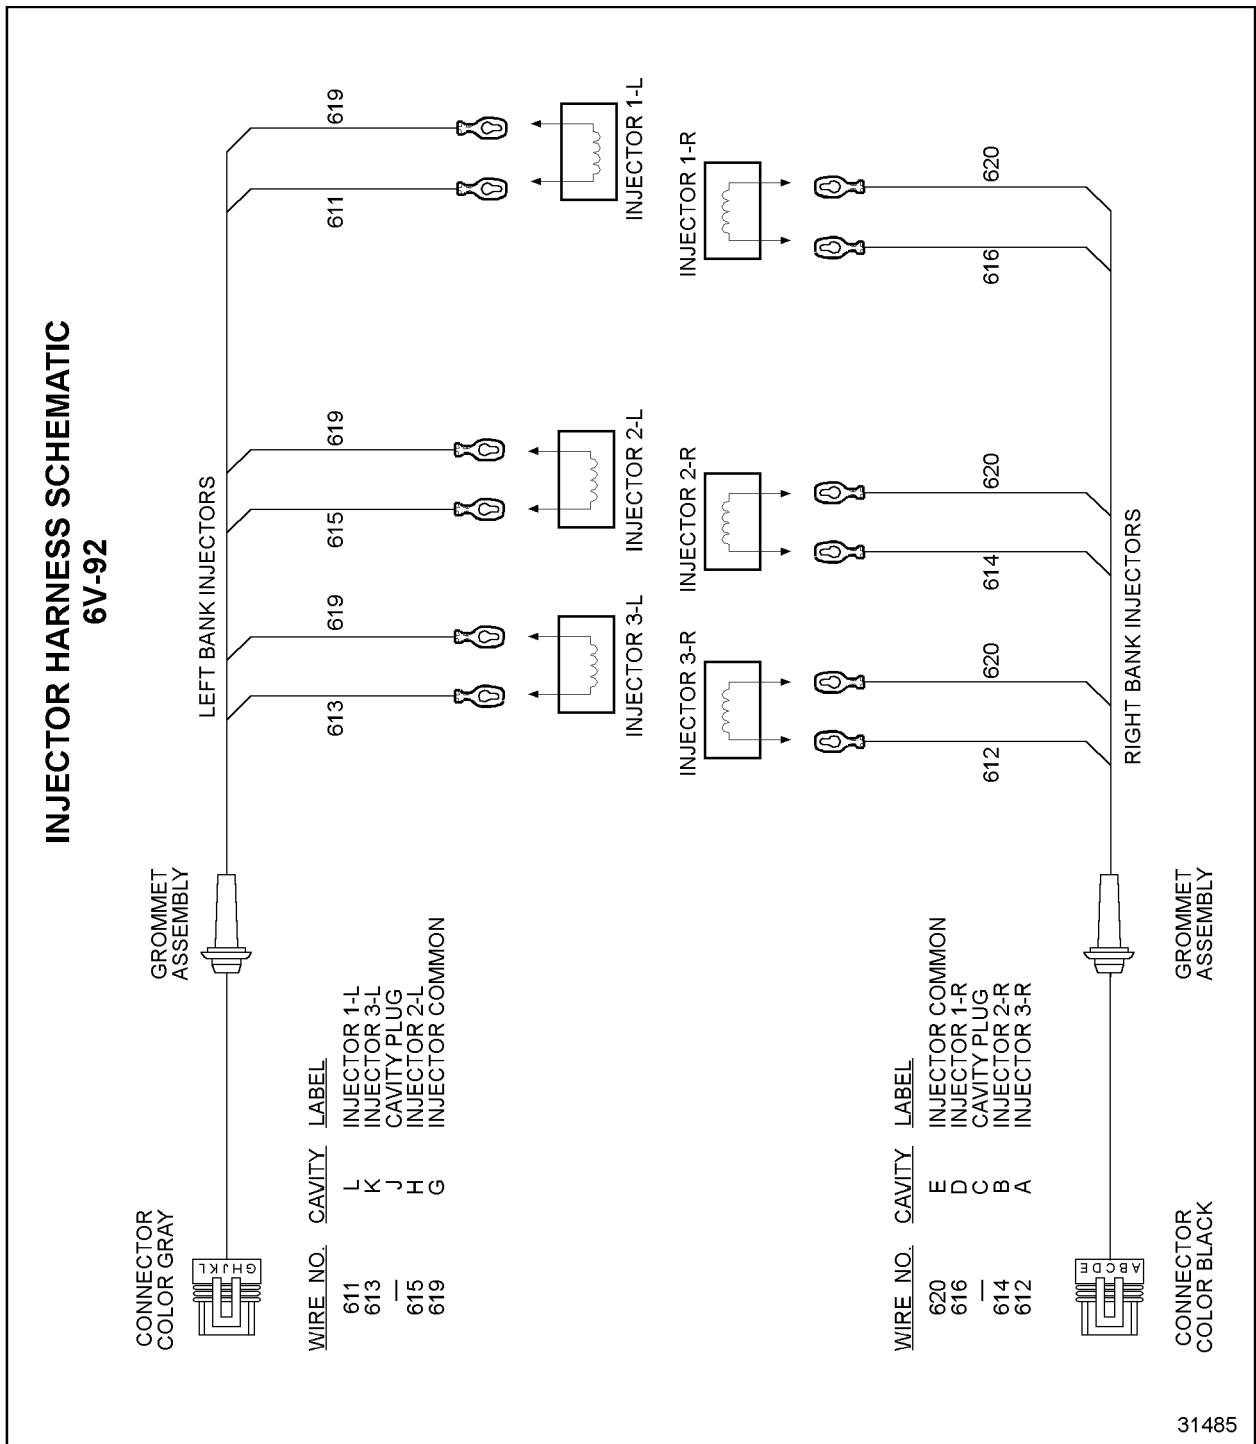 INJECTOR HARNESS SCHEMATIC
6V-92
CONNECTOR
COLOR GRAY
G H J K L
GROMMET
ASSEMBLY
LEFT BANK INJECTORS
613
619
615
619
611
619
WIRE NO. CAVITY LABEL
611 L INJECTOR 1-L
613 K INJECTOR 3-L
— J CAVITY PLUG
615 H INJECTOR 2-L
619 G INJECTOR COMMON
INJECTOR 3-L
INJECTOR 2-L
INJECTOR 1-L
INJECTOR 3-R
INJECTOR 2-R
INJECTOR 1-R
WIRE NO. CAVITY LABEL
620 E INJECTOR COMMON
616 D INJECTOR 1-R
— C CAVITY PLUG
614 B INJECTOR 2-R
612 A INJECTOR 3-R
612
620
614
620
616
620
A B C D E
RIGHT BANK INJECTORS
CONNECTOR
COLOR BLACK
GROMMET
ASSEMBLY
31485